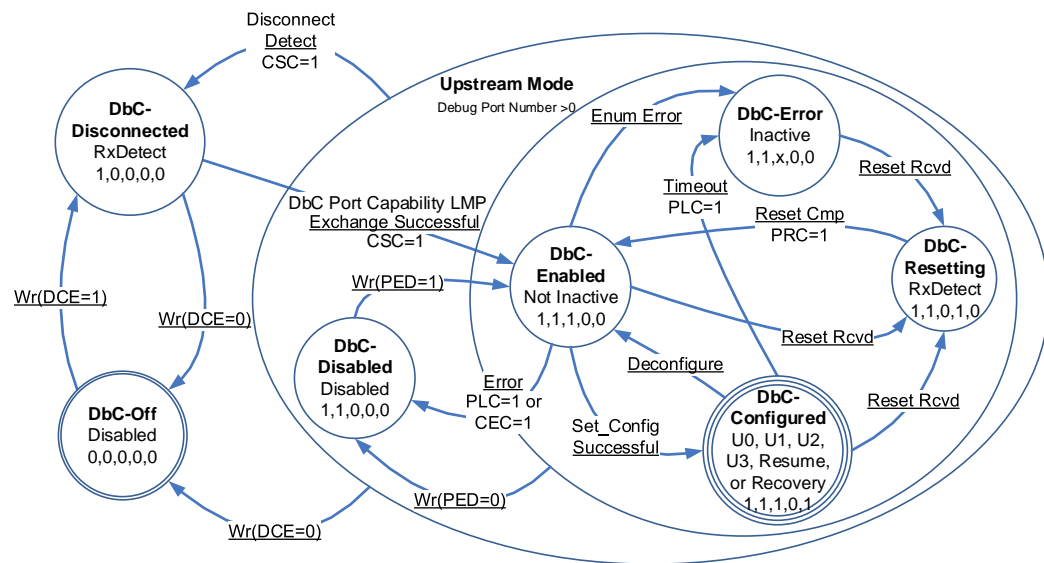 Disconnect
Detect
CSC=1
Upstream Mode
Debug Port Number >0
DbC-
Disconnected
RxDetect
1,0,0,0,0
Enum Error
DbC-Error
Inactive
1,1,x,0,0
Reset Rcvd
Timeout
PLC=1
DbC Port Capability LMP
Exchange Successful
CSC=1
Reset Cmp
PRC=1
DbC-
Enabled
Not Inactive
1,1,1,0,0
DbC-
Resetting
RxDetect
1,1,0,1,0
Wr(DCE=1)
Wr(DCE=0)
Wr(PED=1)
Reset Rcvd
DbC-
Disabled
Disabled
1,1,0,0,0
Error
PLC=1 or
CEC=1
Deconfigure
DbC-Off
Disabled
0,0,0,0,0
Set_Config
Successful
DbC-
Configured
U0, U1, U2,
U3, Resume,
or Recovery
1,1,1,0,1
Reset Rcvd
Wr(PED=0)
Wr(DCE=0)